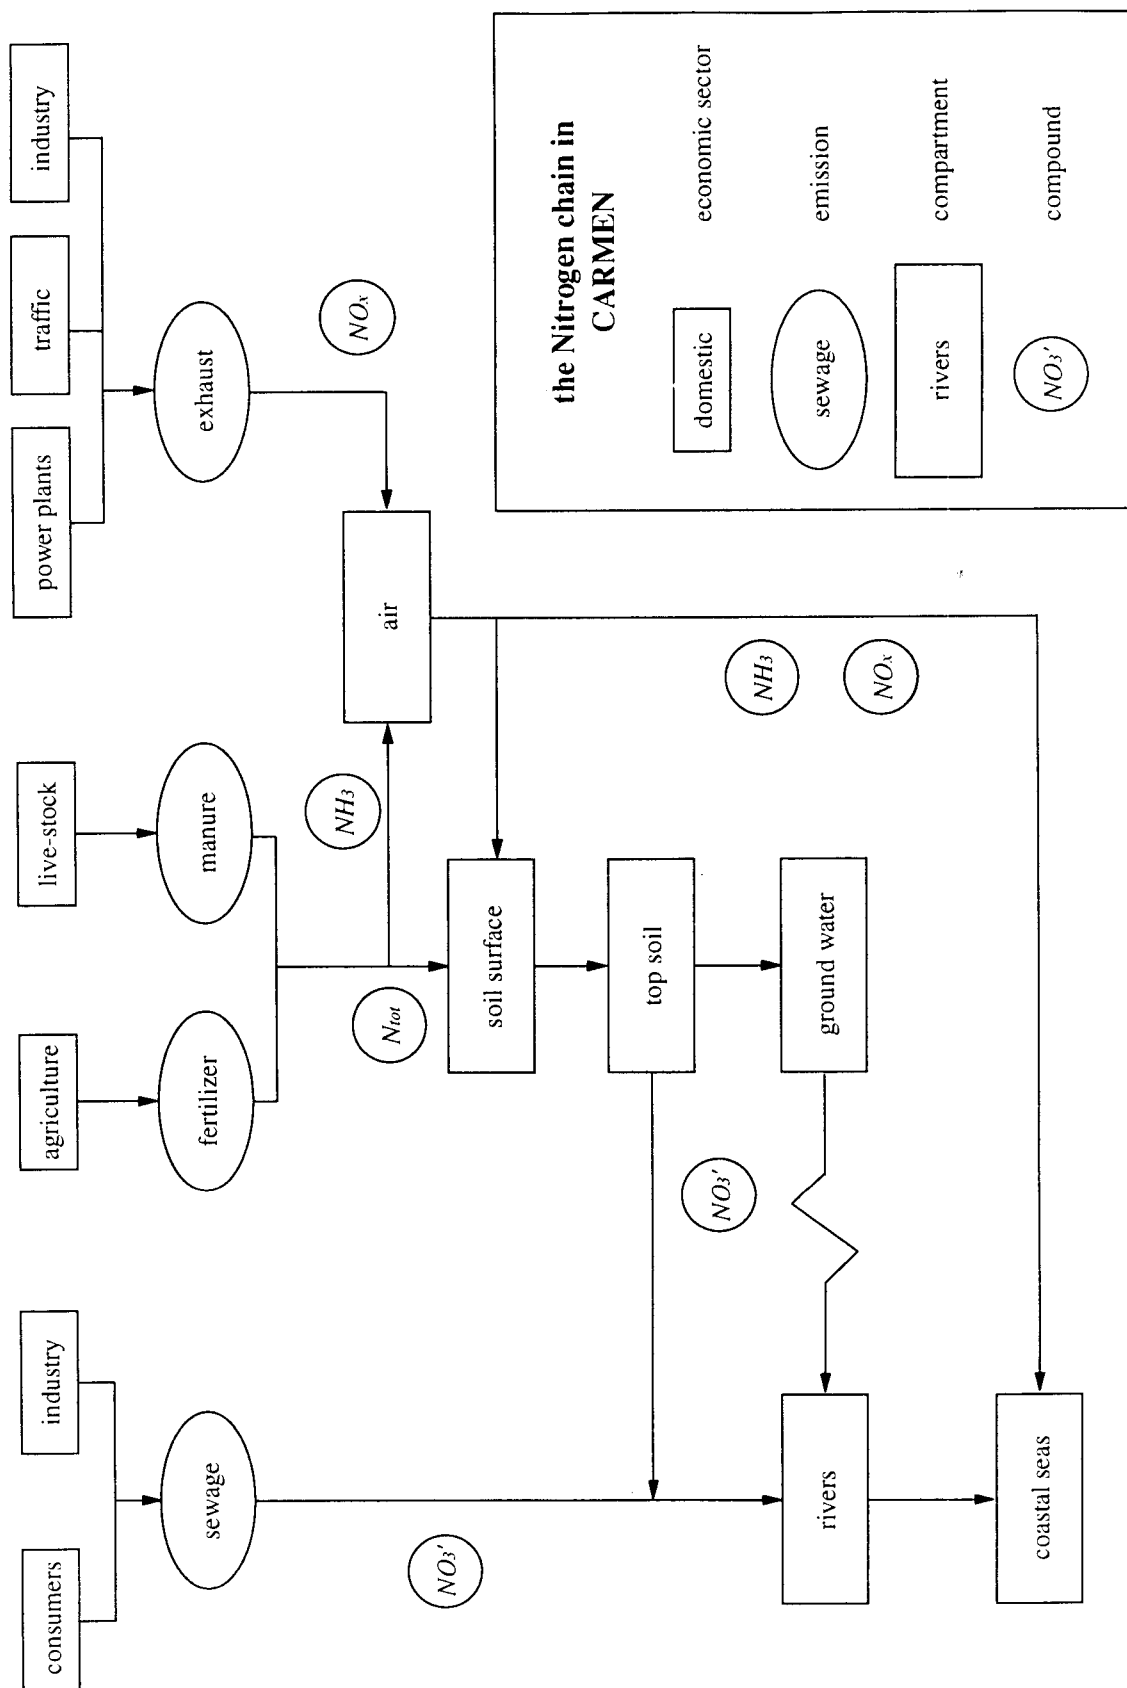 consumers
industry
agriculture
live-stock
power plants
traffic
industry
sewage
fertilizer
manure
exhaust
NO3'
Ntot
NH3
NOx
air
soil surface
top soil
NO3'
ground water
NH3
NOx
rivers
coastal seas
the Nitrogen chain in
CARMEN
domestic economic sector
sewage emission
rivers compartment
NO3' compound